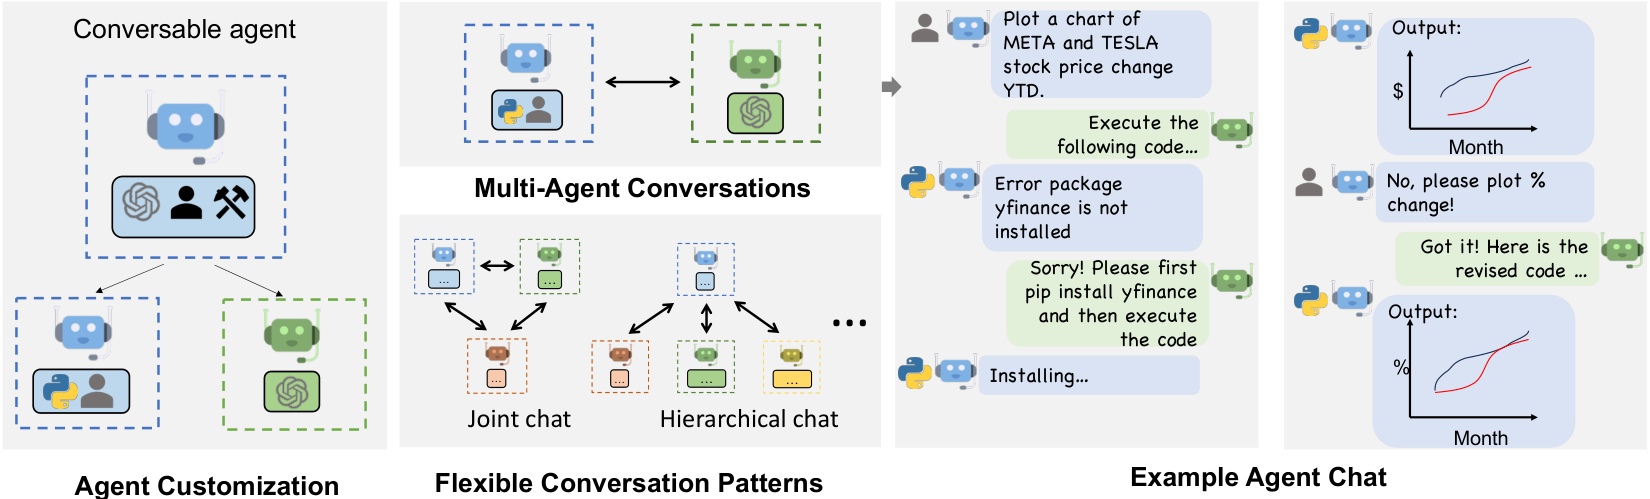 Conversable agent
Agent Customization
Multi-Agent Conversations
...
...
...
...
...
...
...
...
Joint chat
Hierarchical chat
Flexible Conversation Patterns
Plot a chart of
META and TESLA
stock price change
YTD.
Execute the
following code...
Error package
yfinance is not
installed
Sorry! Please first
pip install yfinance
and then execute
the code
Installing...
Output:
$
Month
No, please plot %
change!
Got it! Here is the
revised code ...
Output:
%
Month
Example Agent Chat